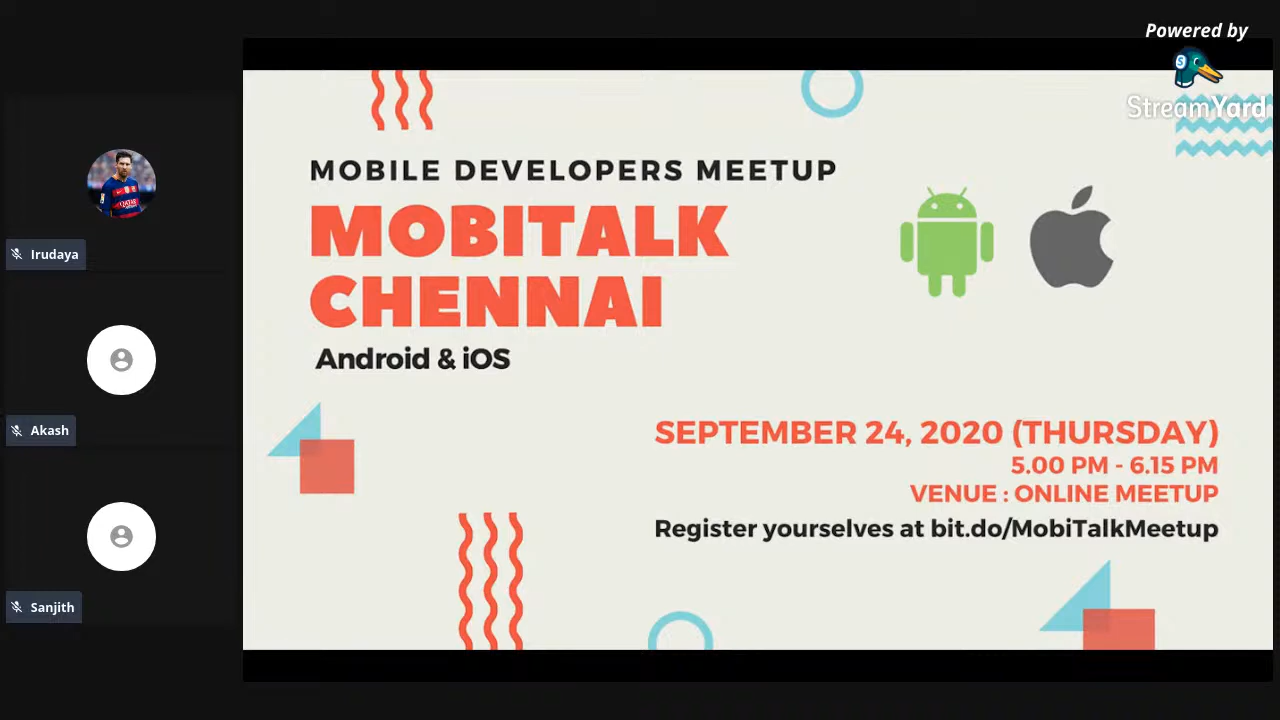 Powered by
StreamYard
MOBILE DEVELOPERS MEETUP
MOBITALK
CHENNAI
Android & iOS
SEPTEMBER 24, 2020 (THURSDAY)
5.00 PM - 6.15 PM
VENUE : ONLINE MEETUP
Register yourselves at bit.do/MobiTalkMeetup
Irudaya
Akash
Sanjith